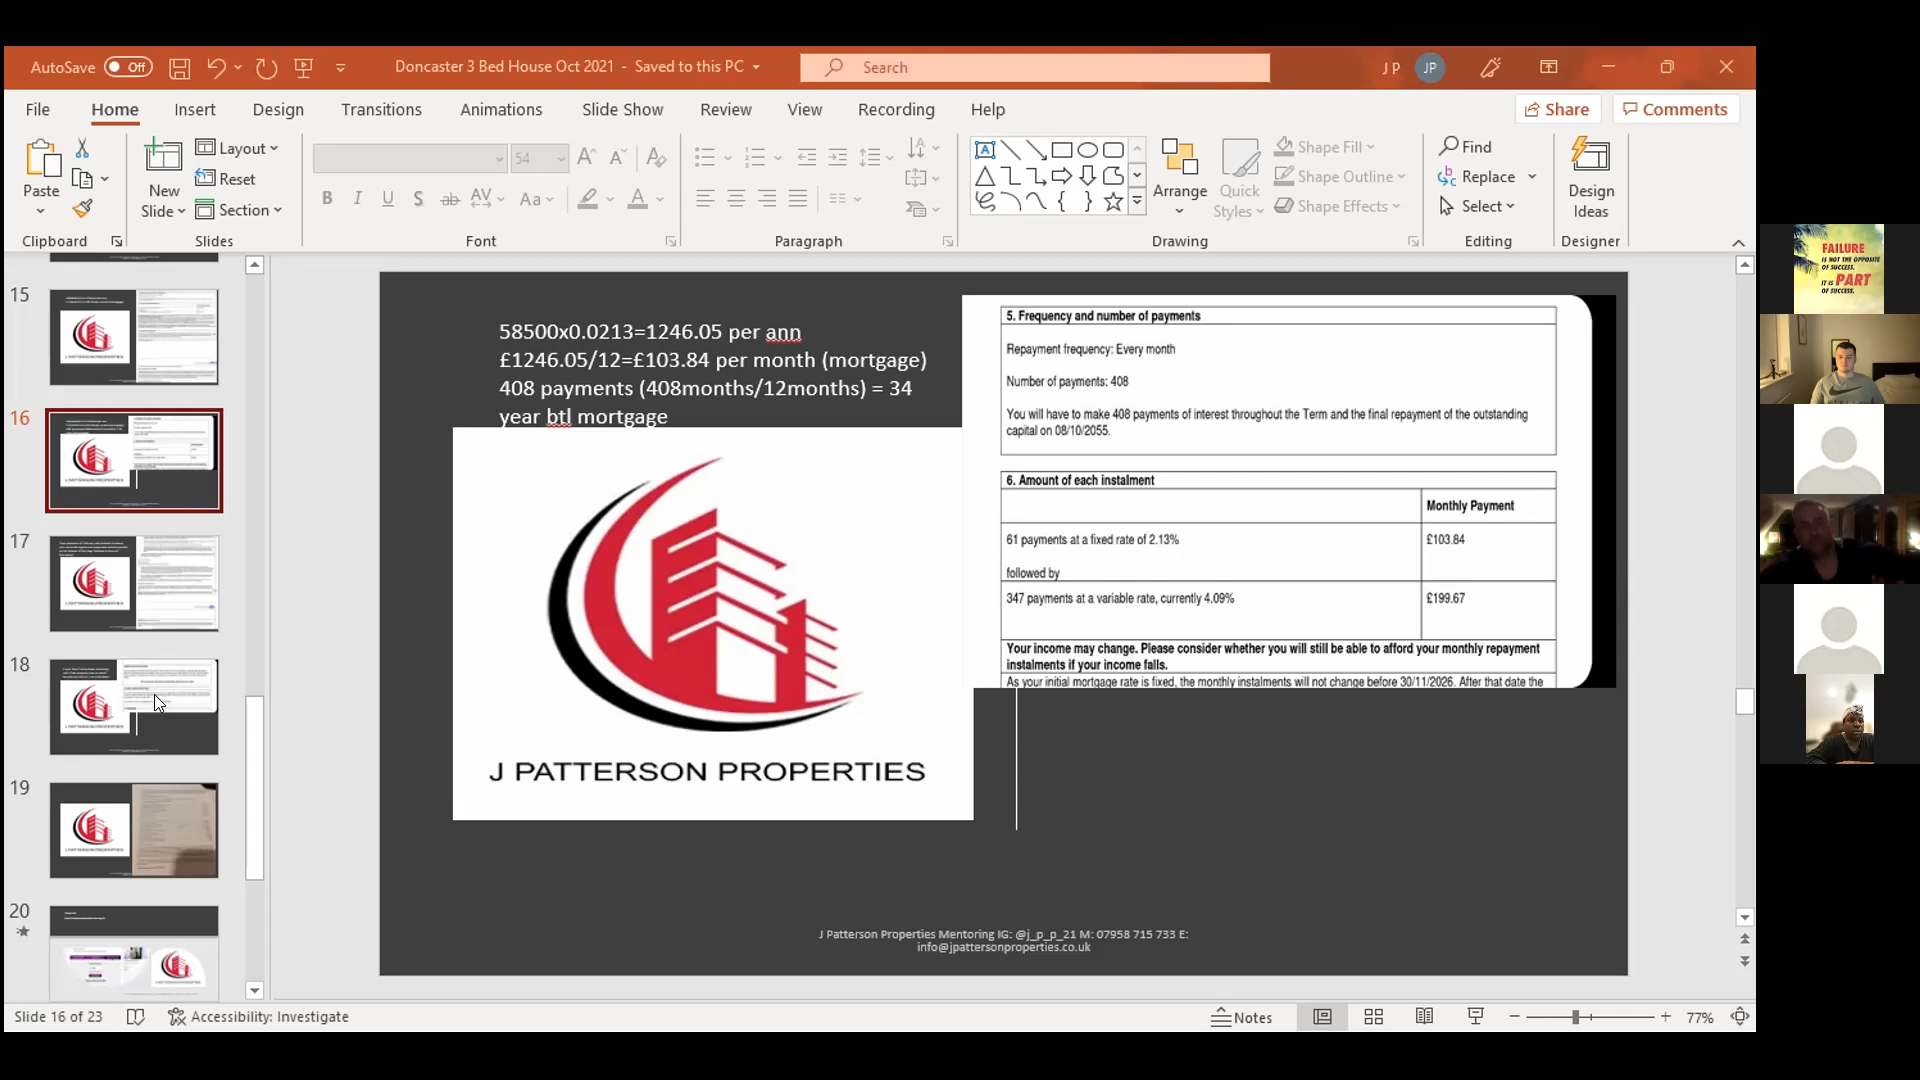 AutoSave Off
Doncaster 3 Bed House Oct 2021 - Saved to this PC
Search
J P
JP
File Home Insert Design Transitions Animations Slide Show Review View Recording Help
Share Comments
Paste
New
Slide
Layout
Reset
Section
54
Arrange
Quick
Styles
Shape Fill
Shape Outline
Shape Effects
Find
Replace
Select
Design
Ideas
Clipboard Slides Font Paragraph Drawing Editing Designer
15
16
17
18
19
20
58500x0.0213=1246.05 per ann
£1246.05/12=£103.84 per month (mortgage)
408 payments (408months/12months) = 34
year btl mortgage
J PATTERSON PROPERTIES
5. Frequency and number of payments
Repayment frequency: Every month
Number of payments: 408
You will have to make 408 payments of interest throughout the Term and the final repayment of the outstanding
capital on 08/10/2055.
6. Amount of each instalment
Monthly Payment
61 payments at a fixed rate of 2.13% £103.84
followed by
347 payments at a variable rate, currently 4.09% £199.67
Your income may change. Please consider whether you will still be able to afford your monthly repayment
instalments if your income falls.
As your initial mortgage rate is fixed, the monthly instalments will not change before 30/11/2026. After that date the
J Patterson Properties Mentoring IG: @j_p_p_21 M: 07958 715 733 E:
info@jpattersonproperties.co.uk
FAILURE
IS NOT THE OPPOSITE
OF SUCCESS.
IT IS PART
OF SUCCESS.
Slide 16 of 23
Accessibility: Investigate
Notes
77%